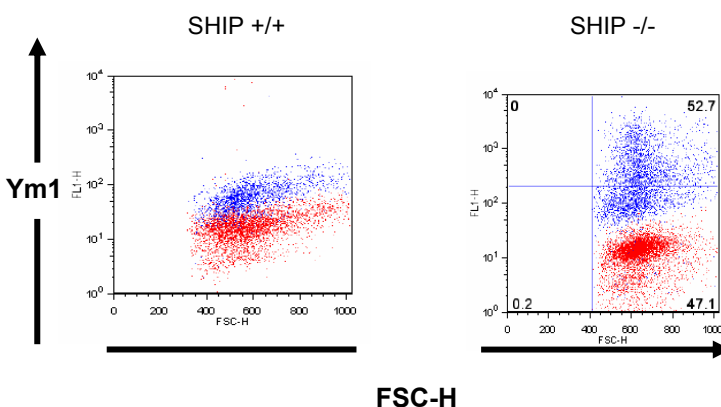 SHIP +/+
SHIP -/-
Ym1
FL1-H
10⁴
10³
10²
10¹
10⁰
0 200 400 600 800 1000
FSC-H
FL1-H
10⁴
10³
10²
10¹
10⁰
0 52.7
0.2 47.1
0 200 400 600 800 1000
FSC-H
FSC-H